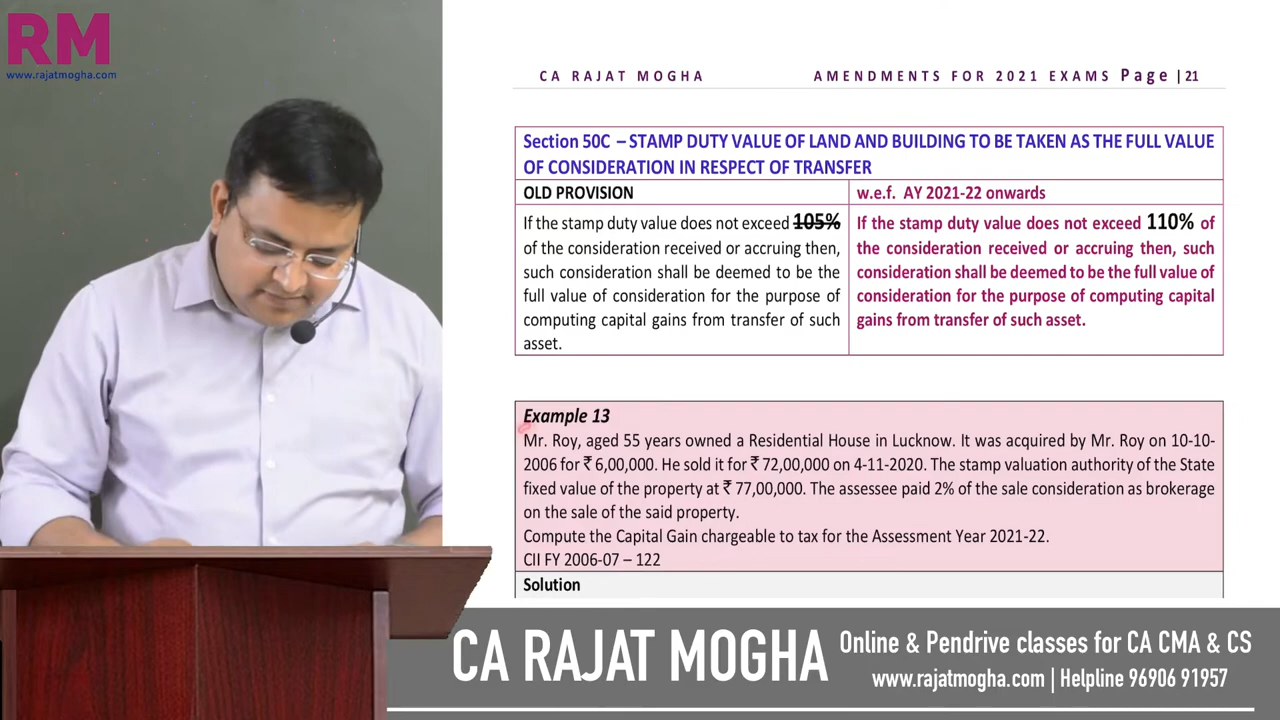 RM
www.rajatmogha.com
CA RAJAT MOGHA AMENDMENTS FOR 2021 EXAMS Page |21
Section 50C – STAMP DUTY VALUE OF LAND AND BUILDING TO BE TAKEN AS THE FULL VALUE
OF CONSIDERATION IN RESPECT OF TRANSFER
OLD PROVISION
If the stamp duty value does not exceed 105%
of the consideration received or accruing then,
such consideration shall be deemed to be the
full value of consideration for the purpose of
computing capital gains from transfer of such
asset.
w.e.f. AY 2021-22 onwards
If the stamp duty value does not exceed 110% of
the consideration received or accruing then, such
consideration shall be deemed to be the full value of
consideration for the purpose of computing capital
gains from transfer of such asset.
Example 13
Mr. Roy, aged 55 years owned a Residential House in Lucknow. It was acquired by Mr. Roy on 10-10-
2006 for ₹ 6,00,000. He sold it for ₹ 72,00,000 on 4-11-2020. The stamp valuation authority of the State
fixed value of the property at ₹ 77,00,000. The assessee paid 2% of the sale consideration as brokerage
on the sale of the said property.
Compute the Capital Gain chargeable to tax for the Assessment Year 2021-22.
CII FY 2006-07 – 122
Solution
CA RAJAT MOGHA
Online & Pendrive classes for CA CMA & CS
www.rajatmogha.com | Helpline 96906 91957